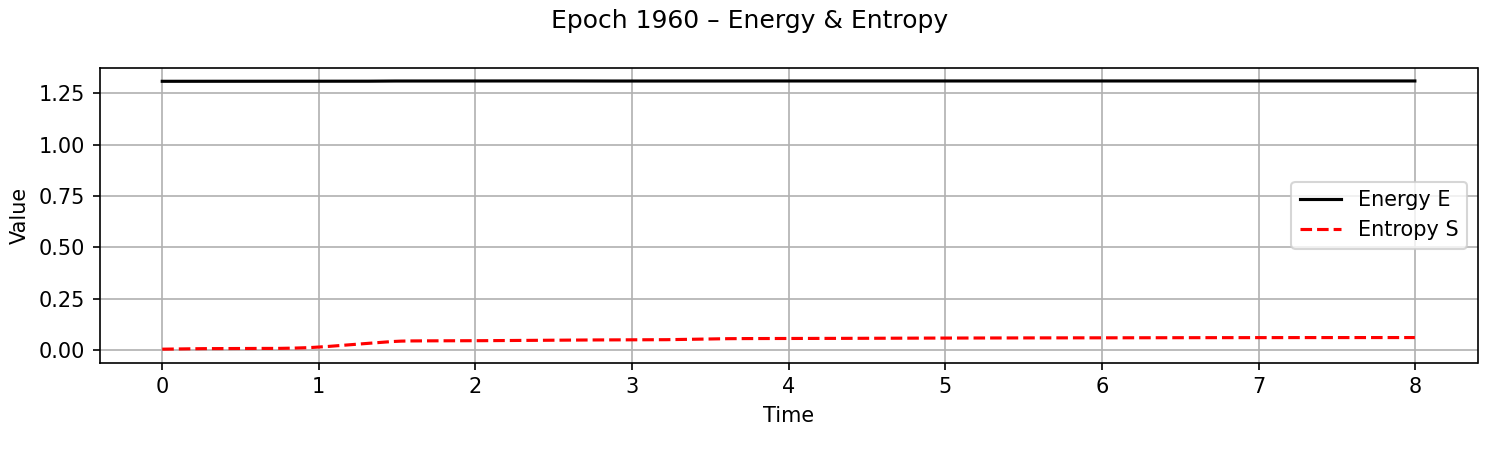 Epoch 1960 – Energy & Entropy
1.25
1.00
0.75
0.50
0.25
0.00
Value
Energy E
Entropy S
0 1 2 3 4 5 6 7 8
Time